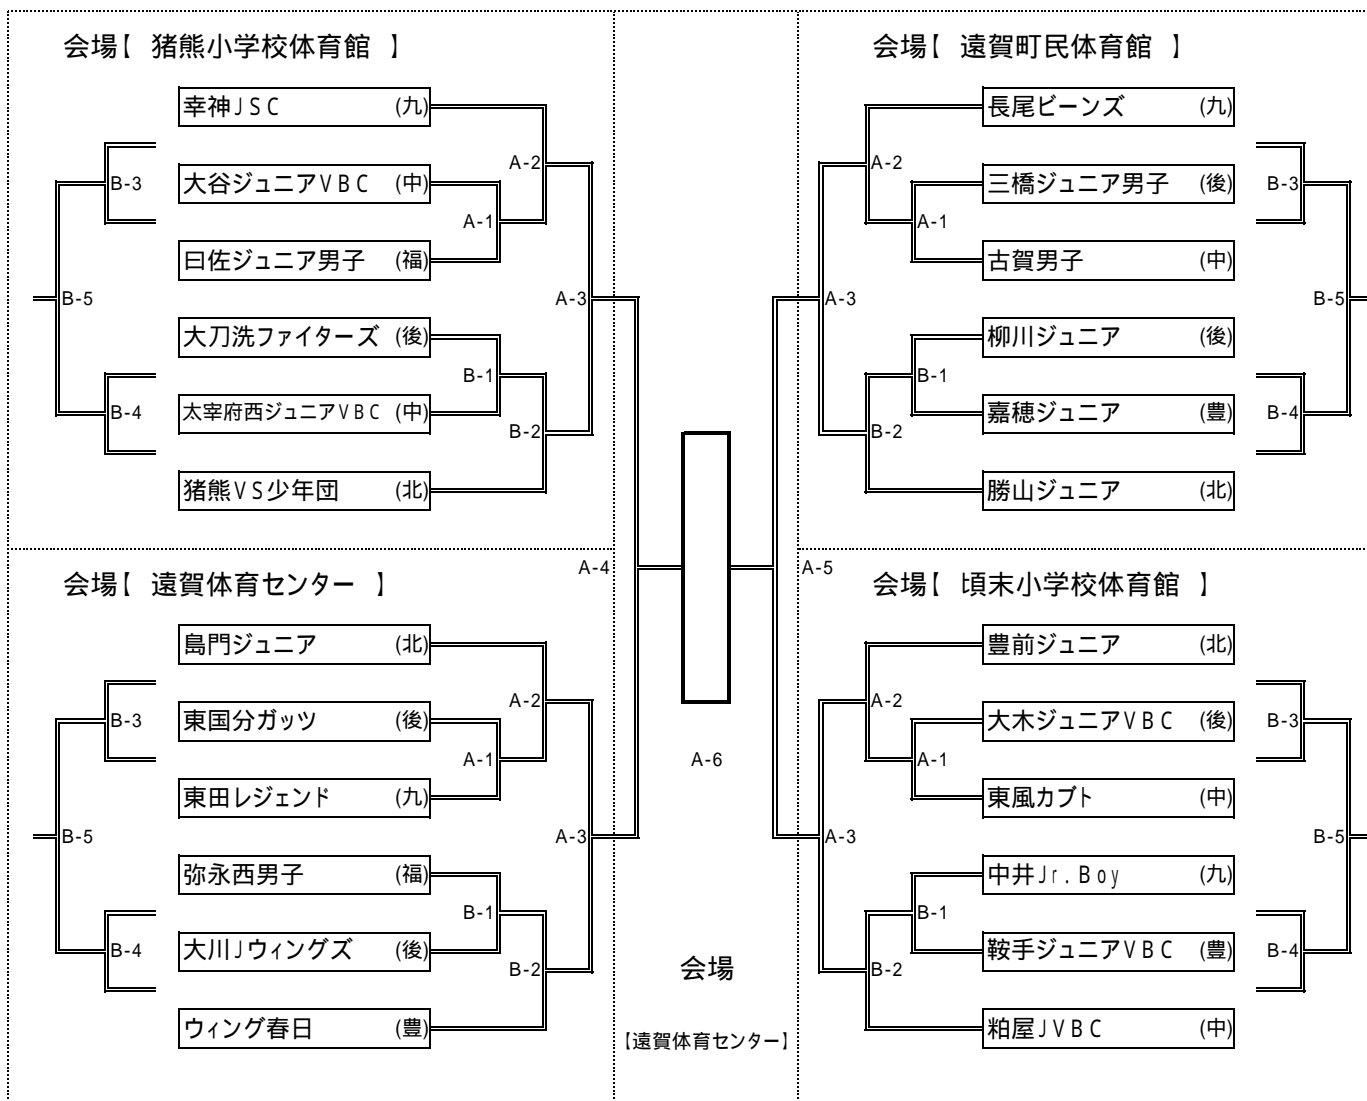 会場【 猪熊小学校体育館 】
幸神JSC (九)
A-2
B-3
大谷ジュニアVBC (中)
A-1
曰佐ジュニア男子 (福)
B-5
A-3
大刀洗ファイターズ (後)
B-1
B-4
太宰府西ジュニアVBC (中)
B-2
猪熊VS少年団 (北)
会場【 遠賀町民体育館 】
長尾ビーンズ (九)
A-2
三橋ジュニア男子 (後)
B-3
A-1
古賀男子 (中)
A-3
B-5
柳川ジュニア (後)
B-1
嘉穂ジュニア (豊)
B-4
B-2
勝山ジュニア (北)
A-4
A-5
会場【 遠賀体育センター 】
島門ジュニア (北)
A-2
B-3
東国分ガッツ (後)
A-1
東田レジェンド (九)
B-5
A-3
弥永西男子 (福)
B-1
B-4
大川Jウィングズ (後)
B-2
ウィング春日 (豊)
A-6
会場
【遠賀体育センター】
会場【 頃末小学校体育館 】
豊前ジュニア (北)
A-2
大木ジュニアVBC (後)
B-3
A-1
東風カブト (中)
A-3
B-5
中井Jr.Boy (九)
B-1
鞍手ジュニアVBC (豊)
B-4
B-2
粕屋JVBC (中)